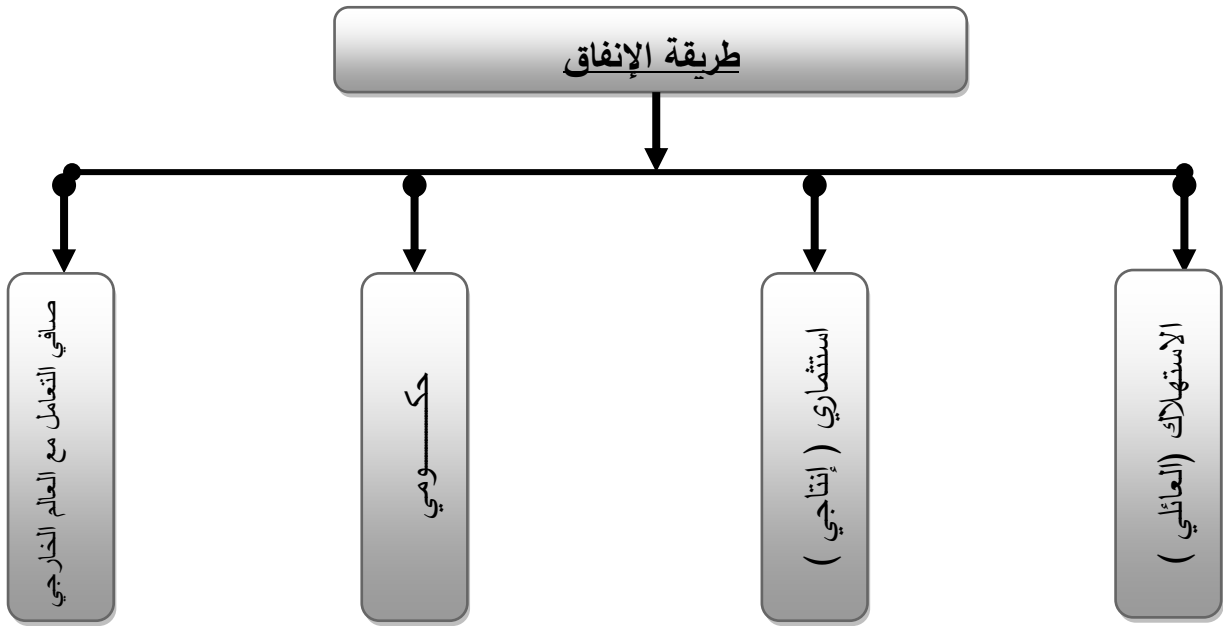 طريقة الإنفاق
الاستهلاك (العائلي )
استثماري ( إنتاجي )
حكـــــومي
صافي التعامل مع العالم الخارجي